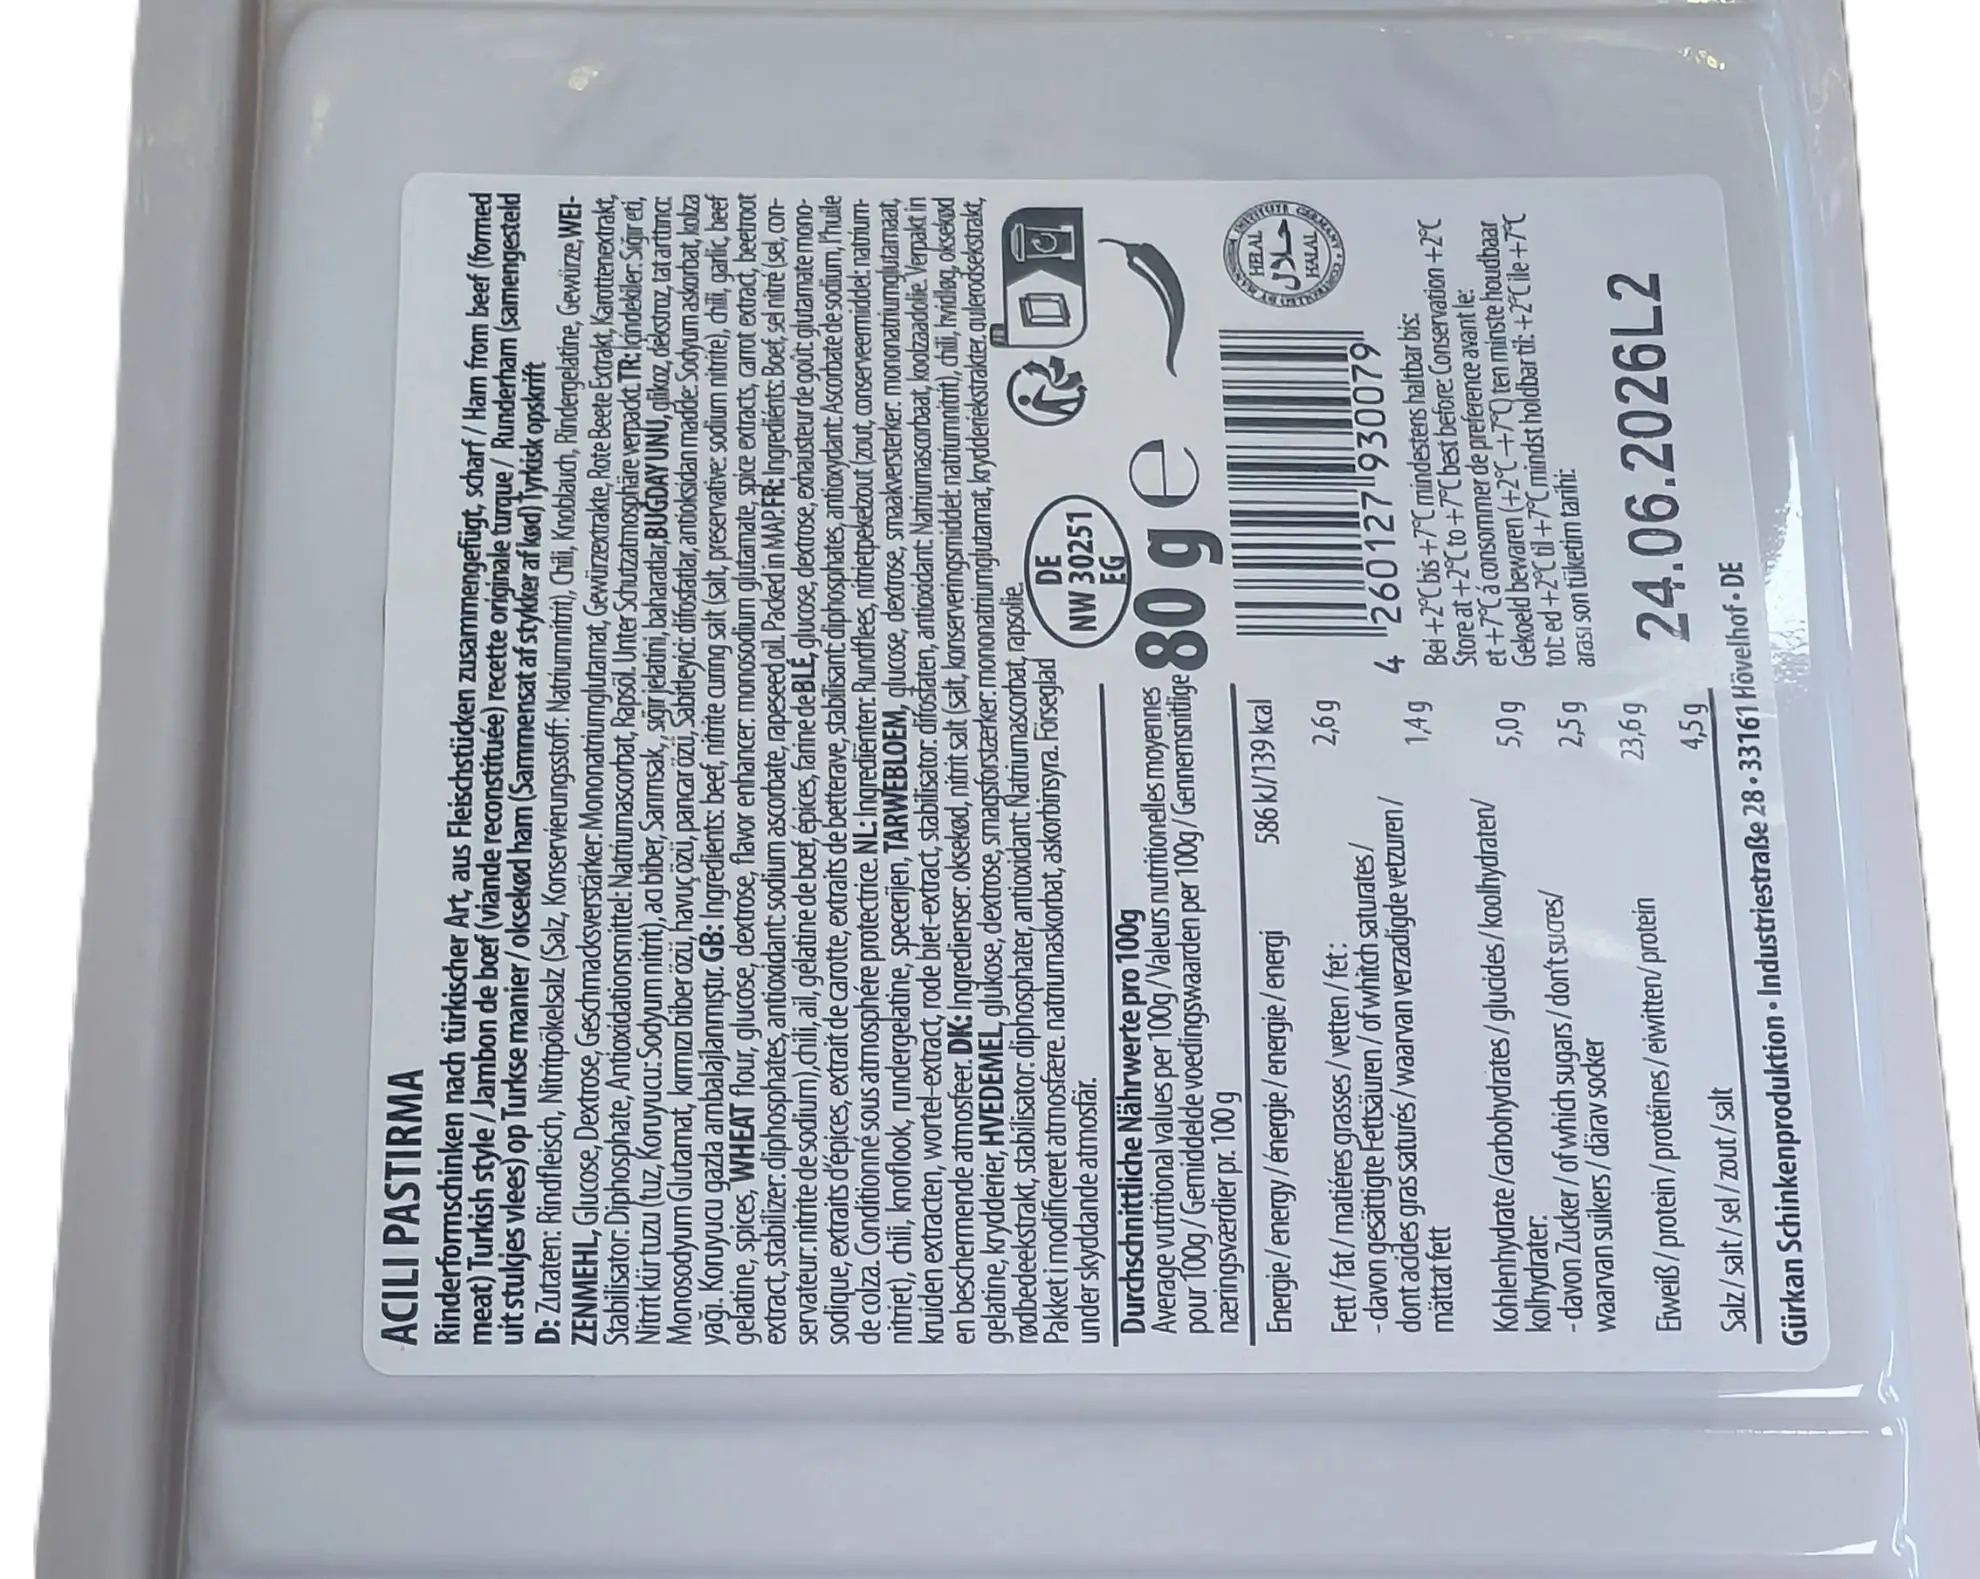 ACILI PASTIRMA
Rinderformschinken nach türkischer Art, aus Fleischstücken zusammengefügt, scharf / Ham from beef (formed
meat) Turkish style / Jambon de bœf (viande reconstituée) recette originale turque / Runderham (samengesteld
uit stukjes vlees) op Turkse manier / oksekød ham (Sammensat af stykker af kød) Tyrkisk opskrift
D: Zutaten: Rindfleisch, Nitritpökelsalz (Salz, Konservierungsstoff: Natriumnitrit), Chili, Knoblauch, Rindergelatine, Gewürze, WEI-
ZENMEHL, Glucose, Dextrose, Geschmacksverstärker: Mononatriumglutamat, Gewürzextrakte, Rote Beete Extrakt, Karottenextrakt,
Stabilisator: Diphosphate, Antioxidationsmittel: Natriumascorbat, Rapsöl. Unter Schutzatmosphäre verpackt. TR: İçindekiler: Sığır eti,
Nitrit kür tuzu (tuz, Koruyucu: Sodyum nitrit), acı biber, Sarımsak,, sığır jelatini, baharatlar, BUGDAY UNU, glikoz, dekstroz, tat arttırıcı:
Monosodyum Glutamat, kırmızı biber özü, havuç özü, pancar özü, Sabitleyici: difosfatlar, antioksidan madde: Sodyum askorbat, kolza
yağı. Koruyucu gazla ambalajlanmıştır. GB: Ingredients: beef, nitrite curing salt (salt, preservative: sodium nitrite), chili, garlic, beef
gelatine, spices, WHEAT flour, glucose, dextrose, flavor enhancer: monosodium glutamate, spice extracts, carrot extract, beetroot
extract, stabilizer: diphosphates, antioxidant: sodium ascorbate, rapeseed oil. Packed in MAP. FR: Ingrediénts: Bœf, sel nitré (sel, con-
servateur: nitrite de sodium), chili, ail, gélatine de bœf, épices, farine de BLÉ, glucose, dextrose, exhausteur de goût: glutamate mono-
sodique, extraits d'épices, extrait de carotte, extraits de betterave, stabilisant: diphosphates, antioxydant: Ascorbate de sodium, l'huile
de colza. Conditionné sous atmosphére protectrice. NL: Ingrediënten: Rundflees, nitrietpekelzout (zout, conserveermiddel: natrium-
nitriet), chili, knoflook, rundergelatine, specerijen, TARWEBLOEM, glucose, dextrose, smaakversterker: mononatriumglutamaat,
kruiden extracten, wortel-extract, rode biet-extract, stabilisator: difosfaten, antioxidant: Natriumascorbaat, koolzaadolie. Verpakt in
en beschermende atmosfeer. DK: Ingredienser: oksekød, nitrit salt (salt, konserveringsmiddel: natriumnitrit), chili, hvidløg, oksekød
gelatine, krydderier, HVEDEMEL, glukose, dextrose, smagsforstærker: mononatriumglutamat, krydderiekstrakter, gulerodsekstrakt,
rødbedeekstrakt, stabilisator: diphosphater, antioxidant: Natriumascorbat, rapsolie.
Pakket i modificeret atmosfære. natriumaskorbat, askorbinsyra. Förseglad
under skyddande atmosfär.
DE
NW 30251
EG
Durchschnittliche Nährwerte pro 100g
Average vutritional values per 100g / Valeurs nutritionelles moyennes
pour 100g / Gemiddelde voedingswaarden per 100g / Gennemsnitlige
næringsværdier pr. 100 g
80 g e
Energie / energy / énergie / energie / energi 586 kJ/139 kcal
Fett / fat / matiéres grasses / vetten / fet : 2,6 g
- davon gesättigte Fettsäuren / of whitch saturates /
dont acides gras saturés / waarvan verzadigde vetzuren /
mättat fett 1,4 g
Kohlenhydrate / carbohydrates / glucides / koolhydraten/
kolhydrater: 5,0 g
- davon Zucker / of which sugars / dont sucres/
waarvan suikers / därav socker 2,5 g
Eiweiß / protein / protéines / eiwitten/ protein 23,6 g
Salz / salt / sel / zout / salt 4,5 g
HELAL
حلال
HALAL
4 260127 930079
Bei +2°C bis +7°C mindestens haltbar bis:
Store at +2°C to +7°C best before: Conservation +2°C
et +7°C á consommer de préference avant le:
Gekoeld bewaren (+2°C - +7°C) ten minste houdbaar
tot: ed +2°C til +7°C mindst holdbar til: +2°C ile +7°C
arası son tüketim tarihi:
24.06.2026L2
Gürkan Schinkenproduktion • Industriestraße 28 • 33161 Hövelhof • DE